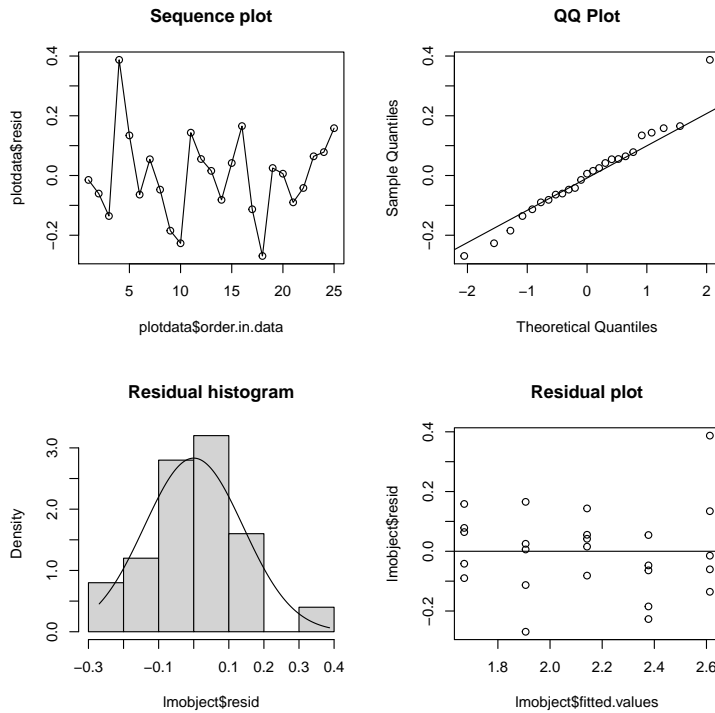 Sequence plot
plotdata$resid
0.4
0.2
0.0
−0.2
5 10 15 20 25
plotdata$order.in.data
QQ Plot
Sample Quantiles
0.4
0.2
0.0
−0.2
−2 −1 0 1 2
Theoretical Quantiles
Residual histogram
Density
3.0
2.0
1.0
0.0
−0.3 −0.1 0.1 0.2 0.3 0.4
lmobject$resid
Residual plot
lmobject$resid
0.4
0.2
0.0
−0.2
1.8 2.0 2.2 2.4 2.6
lmobject$fitted.values